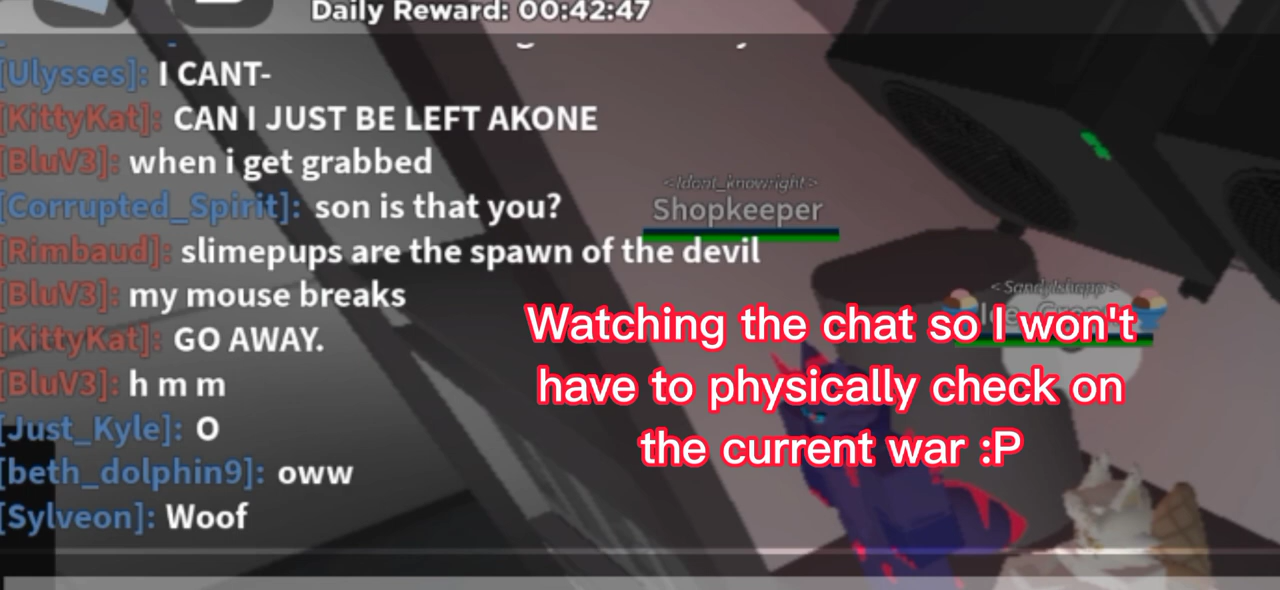 Daily Reward: 00:42:47
[Ulysses]: I CANT-
[KittyKat]: CAN I JUST BE LEFT AKONE
[BluV3]: when i get grabbed
[Corrupted_Spirit]: son is that you?
[Rimbaud]: slimepups are the spawn of the devil
[BluV3]: my mouse breaks
[KittyKat]: GO AWAY.
[BluV3]: h m m
[Just_Kyle]: O
[beth_dolphin9]: oww
[Sylveon]: Woof
<Idont_knowright>
Shopkeeper
Watching the chat so I won't
have to physically check on
the current war :P